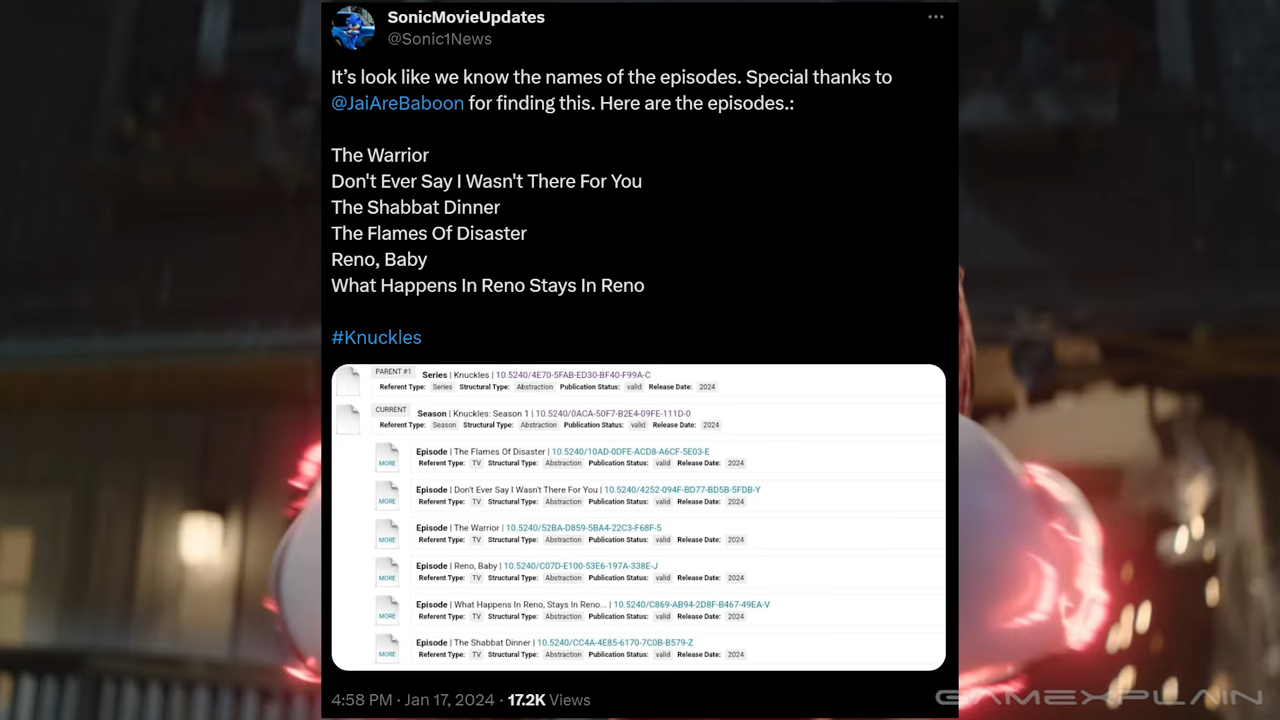 SonicMovieUpdates
@Sonic1News
It’s look like we know the names of the episodes. Special thanks to
@JaiAreBaboon for finding this. Here are the episodes.:
The Warrior
Don't Ever Say I Wasn't There For You
The Shabbat Dinner
The Flames Of Disaster
Reno, Baby
What Happens In Reno Stays In Reno
#Knuckles
PARENT #1 Series | Knuckles | 10.5240/4E70-5FAB-ED30-BF40-F99A-C
Referent Type: Series Structural Type: Abstraction Publication Status: valid Release Date: 2024
CURRENT Season | Knuckles: Season 1 | 10.5240/0ACA-50F7-B2E4-09FE-111D-0
Referent Type: Season Structural Type: Abstraction Publication Status: valid Release Date: 2024
Episode | The Flames Of Disaster | 10.5240/10AD-0DFE-ACD8-A6CF-5E03-E
MORE Referent Type: TV Structural Type: Abstraction Publication Status: valid Release Date: 2024
Episode | Don't Ever Say I Wasn't There For You | 10.5240/4252-094F-BD77-BD5B-5FDB-Y
MORE Referent Type: TV Structural Type: Abstraction Publication Status: valid Release Date: 2024
Episode | The Warrior | 10.5240/52BA-D859-5BA4-22C3-F68F-5
MORE Referent Type: TV Structural Type: Abstraction Publication Status: valid Release Date: 2024
Episode | Reno, Baby | 10.5240/C07D-E100-53E6-197A-338E-J
MORE Referent Type: TV Structural Type: Abstraction Publication Status: valid Release Date: 2024
Episode | What Happens In Reno, Stays In Reno... | 10.5240/C869-AB94-2D8F-B467-49EA-V
MORE Referent Type: TV Structural Type: Abstraction Publication Status: valid Release Date: 2024
Episode | The Shabbat Dinner | 10.5240/CC4A-4E85-6170-7C0B-B579-Z
MORE Referent Type: TV Structural Type: Abstraction Publication Status: valid Release Date: 2024
4:58 PM · Jan 17, 2024 · 17.2K Views
GAMEXPLAIN